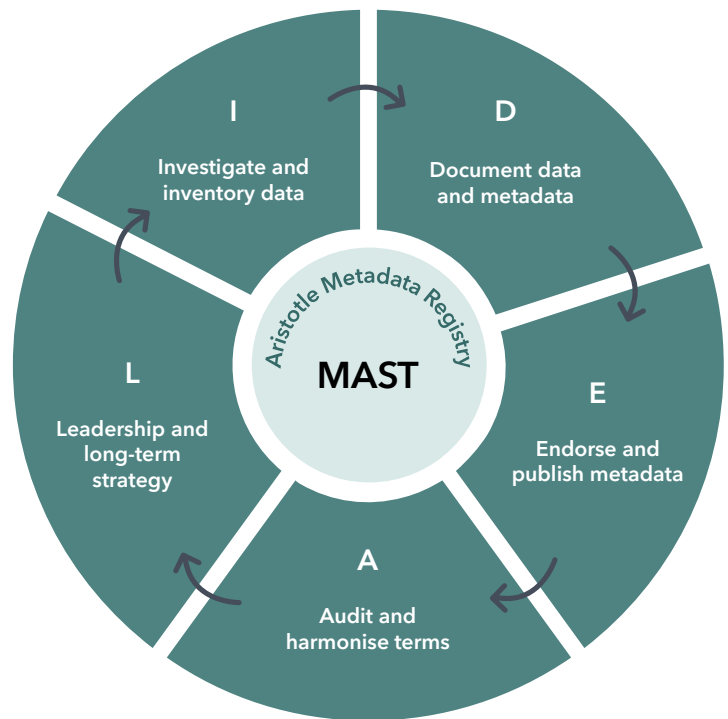 I
Investigate and
inventory data
D
Document data
and metadata
E
Endorse and
publish metadata
A
Audit and
harmonise terms
L
Leadership and
long-term
strategy
Aristotle Metadata Registry
MAST